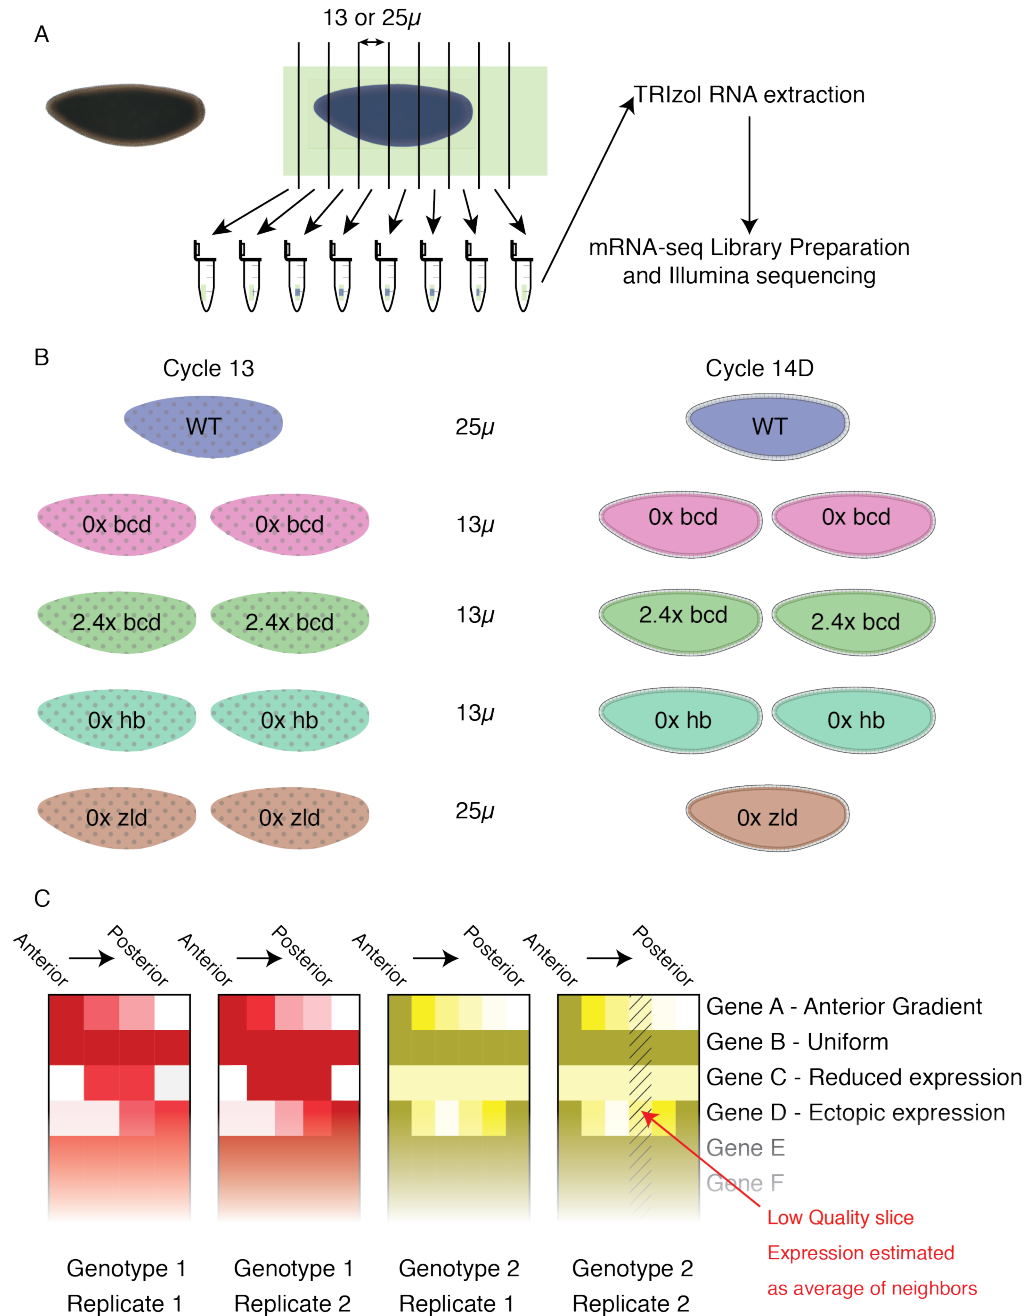 A
13 or 25µ
TRIzol RNA extraction
mRNA-seq Library Preparation
and Illumina sequencing
B
Cycle 13
Cycle 14D
WT
25µ
WT
0x bcd
0x bcd
13µ
0x bcd
0x bcd
2.4x bcd
2.4x bcd
13µ
2.4x bcd
2.4x bcd
0x hb
0x hb
13µ
0x hb
0x hb
0x zld
0x zld
25µ
0x zld
C
Anterior
Posterior
Anterior
Posterior
Anterior
Posterior
Anterior
Posterior
Gene A - Anterior Gradient
Gene B - Uniform
Gene C - Reduced expression
Gene D - Ectopic expression
Gene E
Gene F
Low Quality slice
Expression estimated
as average of neighbors
Genotype 1
Replicate 1
Genotype 1
Replicate 2
Genotype 2
Replicate 1
Genotype 2
Replicate 2